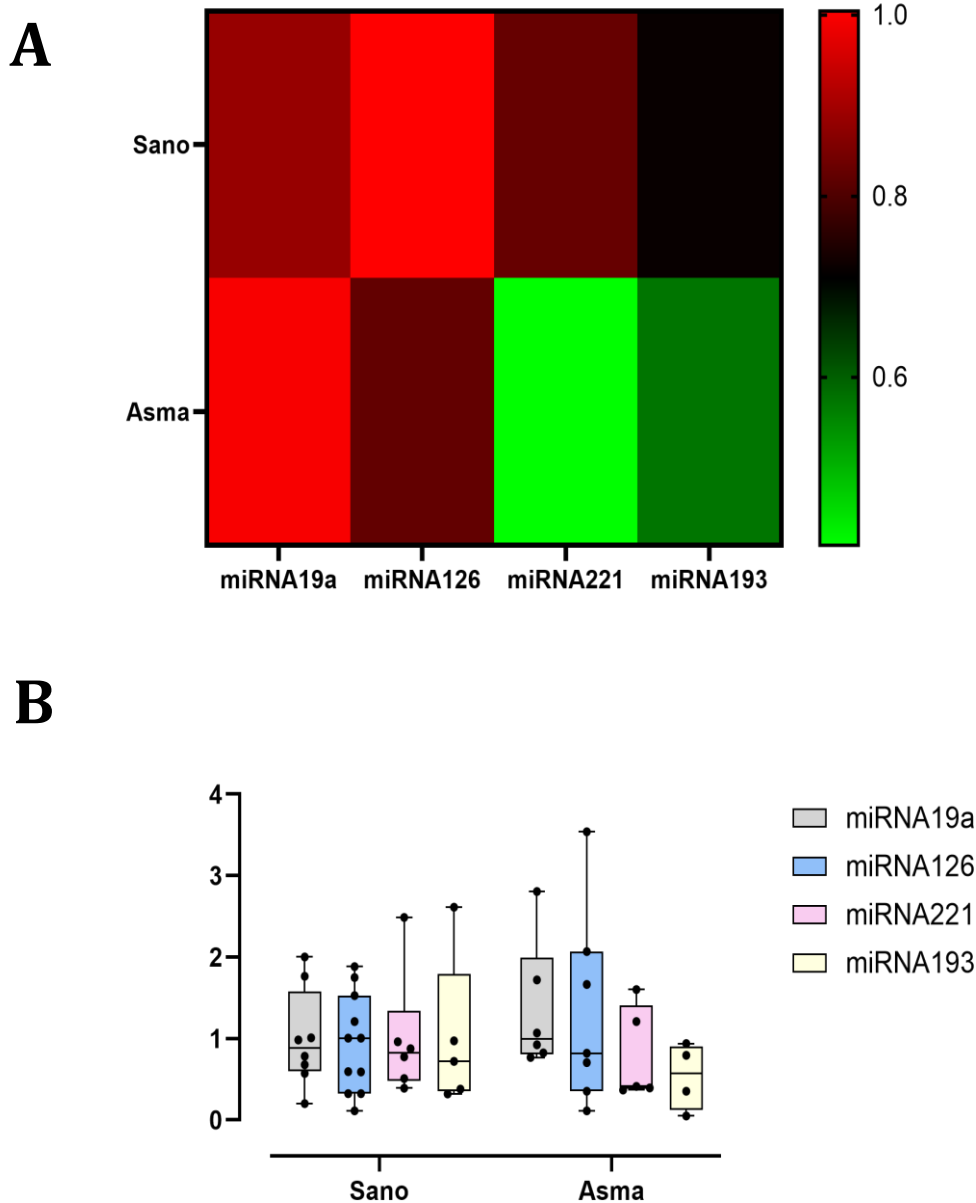 A
1.0
Sano
0.8
0.6
Asma
miRNA19a miRNA126 miRNA221 miRNA193
B
4
miRNA19a
3
miRNA126
miRNA221
2
miRNA193
1
0
Sano Asma